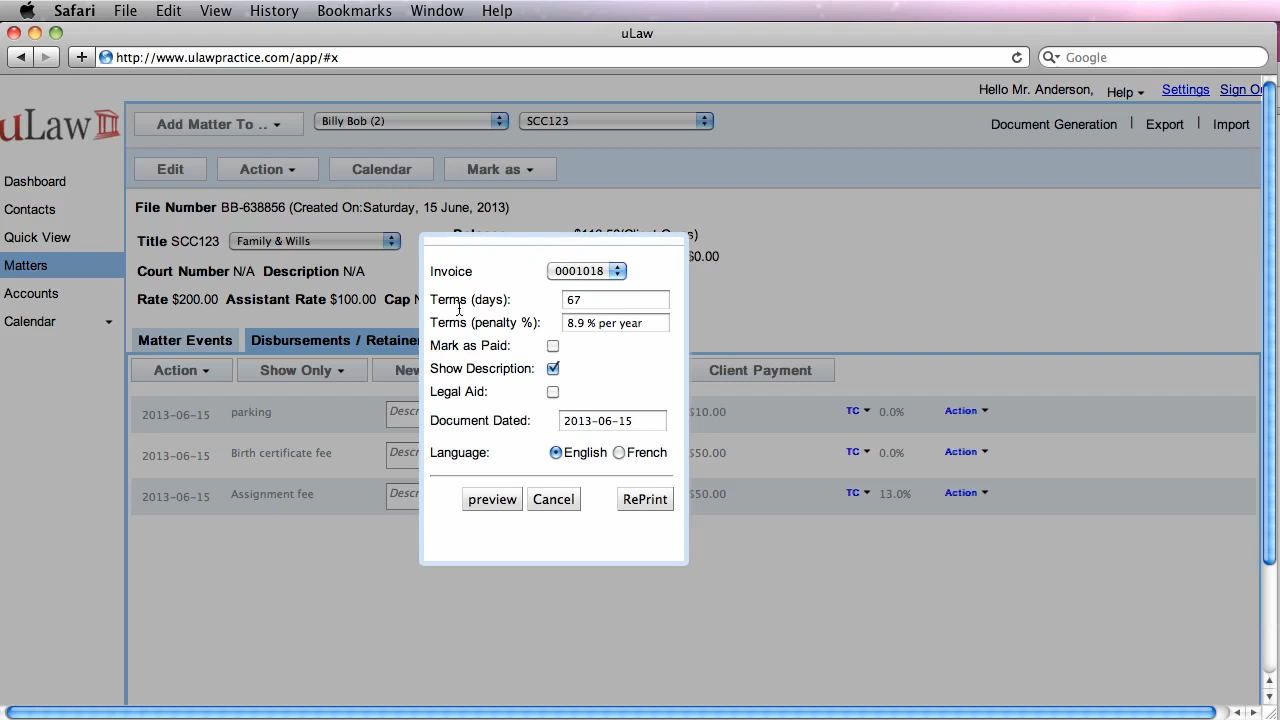 Safari File Edit View History Bookmarks Window Help
uLaw
http://www.ulawpractice.com/app/#x
Google
Hello Mr. Anderson, Help Settings Sign
uLaw
Add Matter To .. Billy Bob (2) SCC123
Document Generation | Export | Import
Edit Action Calendar Mark as
Dashboard
Contacts
Quick View
Matters
Accounts
Calendar
File Number BB-638856 (Created On:Saturday, 15 June, 2013)
Title SCC123 Family & Wills
Court Number N/A Description N/A
Rate $200.00 Assistant Rate $100.00 Cap
Matter Events Disbursements / Retainer
Action Show Only New Client Payment
2013-06-15 parking Descr $10.00 TC 0.0% Action
2013-06-15 Birth certificate fee Descr $50.00 TC 0.0% Action
2013-06-15 Assignment fee Descr $50.00 TC 13.0% Action
Invoice 0001018
Terms (days): 67
Terms (penalty %): 8.9 % per year
Mark as Paid:
Show Description:
Legal Aid:
Document Dated: 2013-06-15
Language: English French
preview Cancel RePrint